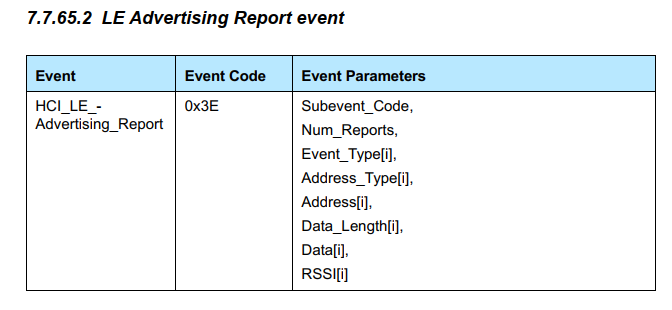 7.7.65.2 LE Advertising Report event
Event Event Code Event Parameters
HCI_LE_- 0x3E Subevent_Code,
Advertising_Report
Num_Reports,
Event_Type[i],
Address_Type[i],
Address[i],
Data_Length[i],
Data[i],
RSSI[i]